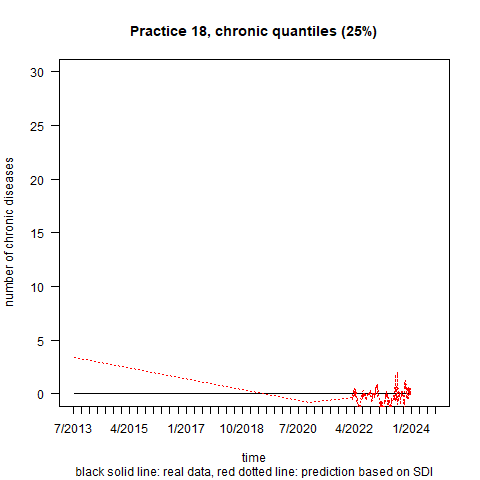 Practice 18, chronic quantiles (25%)
number of chronic diseases
30
25
20
15
10
5
0
7/2013 4/2015 1/2017 10/2018 7/2020 4/2022 1/2024
time
black solid line: real data, red dotted line: prediction based on SDI